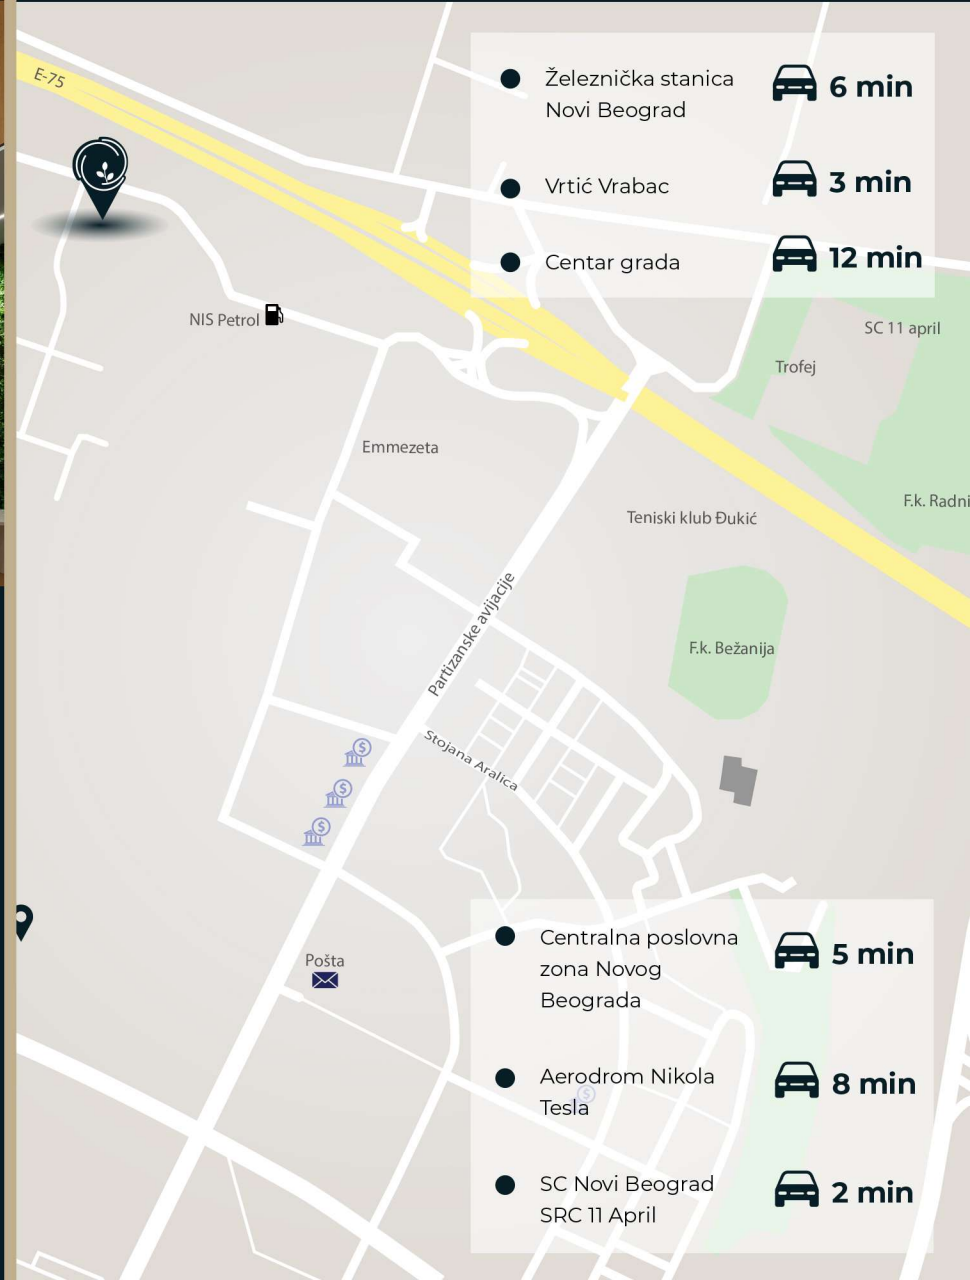 E-75
Železnička stanica
Novi Beograd
6 min
Vrtić Vrabac
3 min
Centar grada
12 min
NIS Petrol
SC 11 april
Trofej
Emmezeta
F.k. Radni
Teniski klub Đukić
Partizanske avijacije
F.k. Bežanija
Stojana Aralica
Pošta
Centralna poslovna
zona Novog
Beograda
5 min
Aerodrom Nikola
Tesla
8 min
SC Novi Beograd
SRC 11 April
2 min